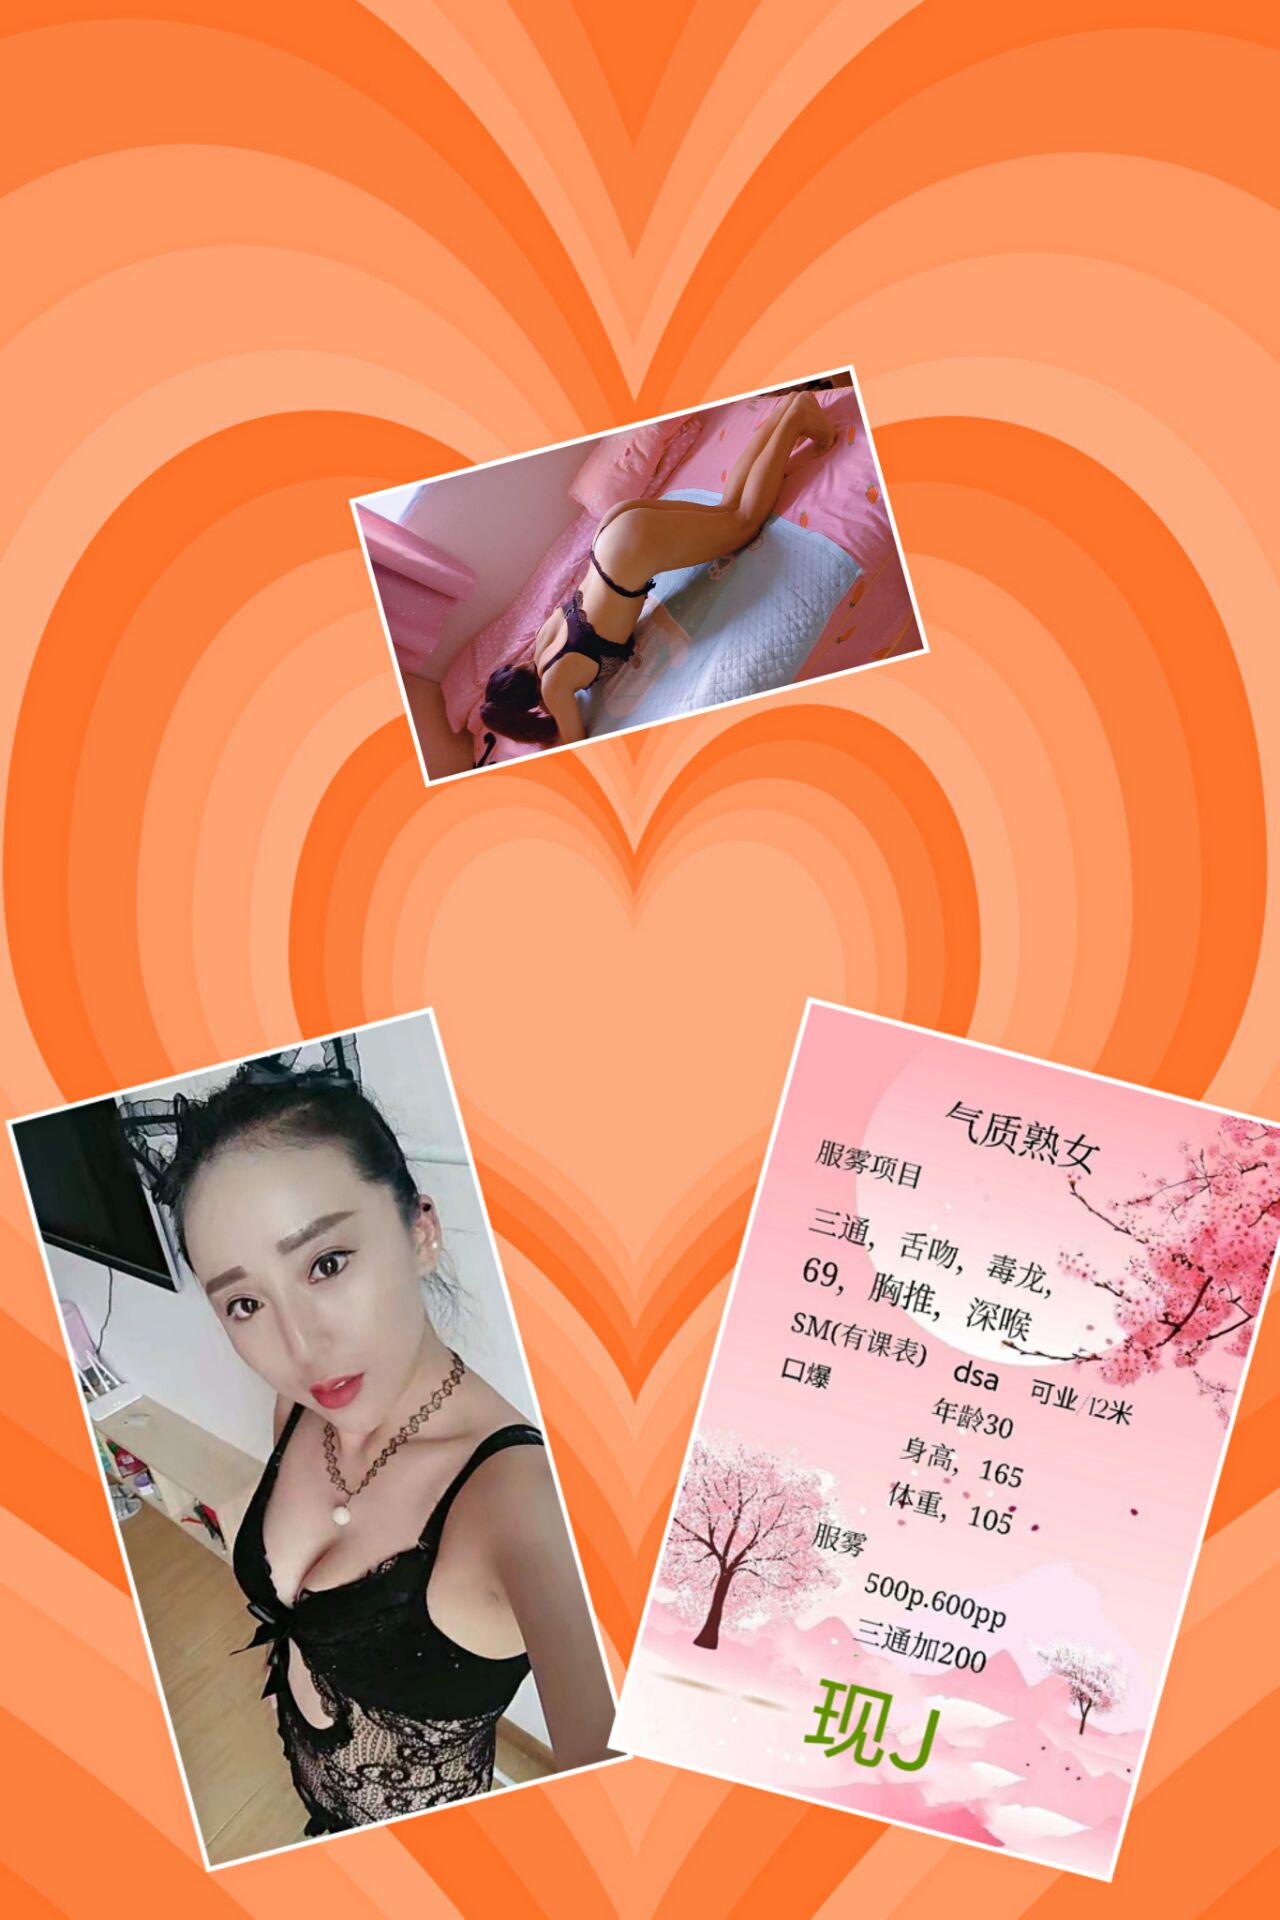 气质熟女
服雾项目
三通，舌吻，毒龙，
69，胸推，深喉
SM(有课表) dsa 可业/12米
口爆
年龄30
身高，165
体重，105
服雾
500p.600pp
三通加200
现J